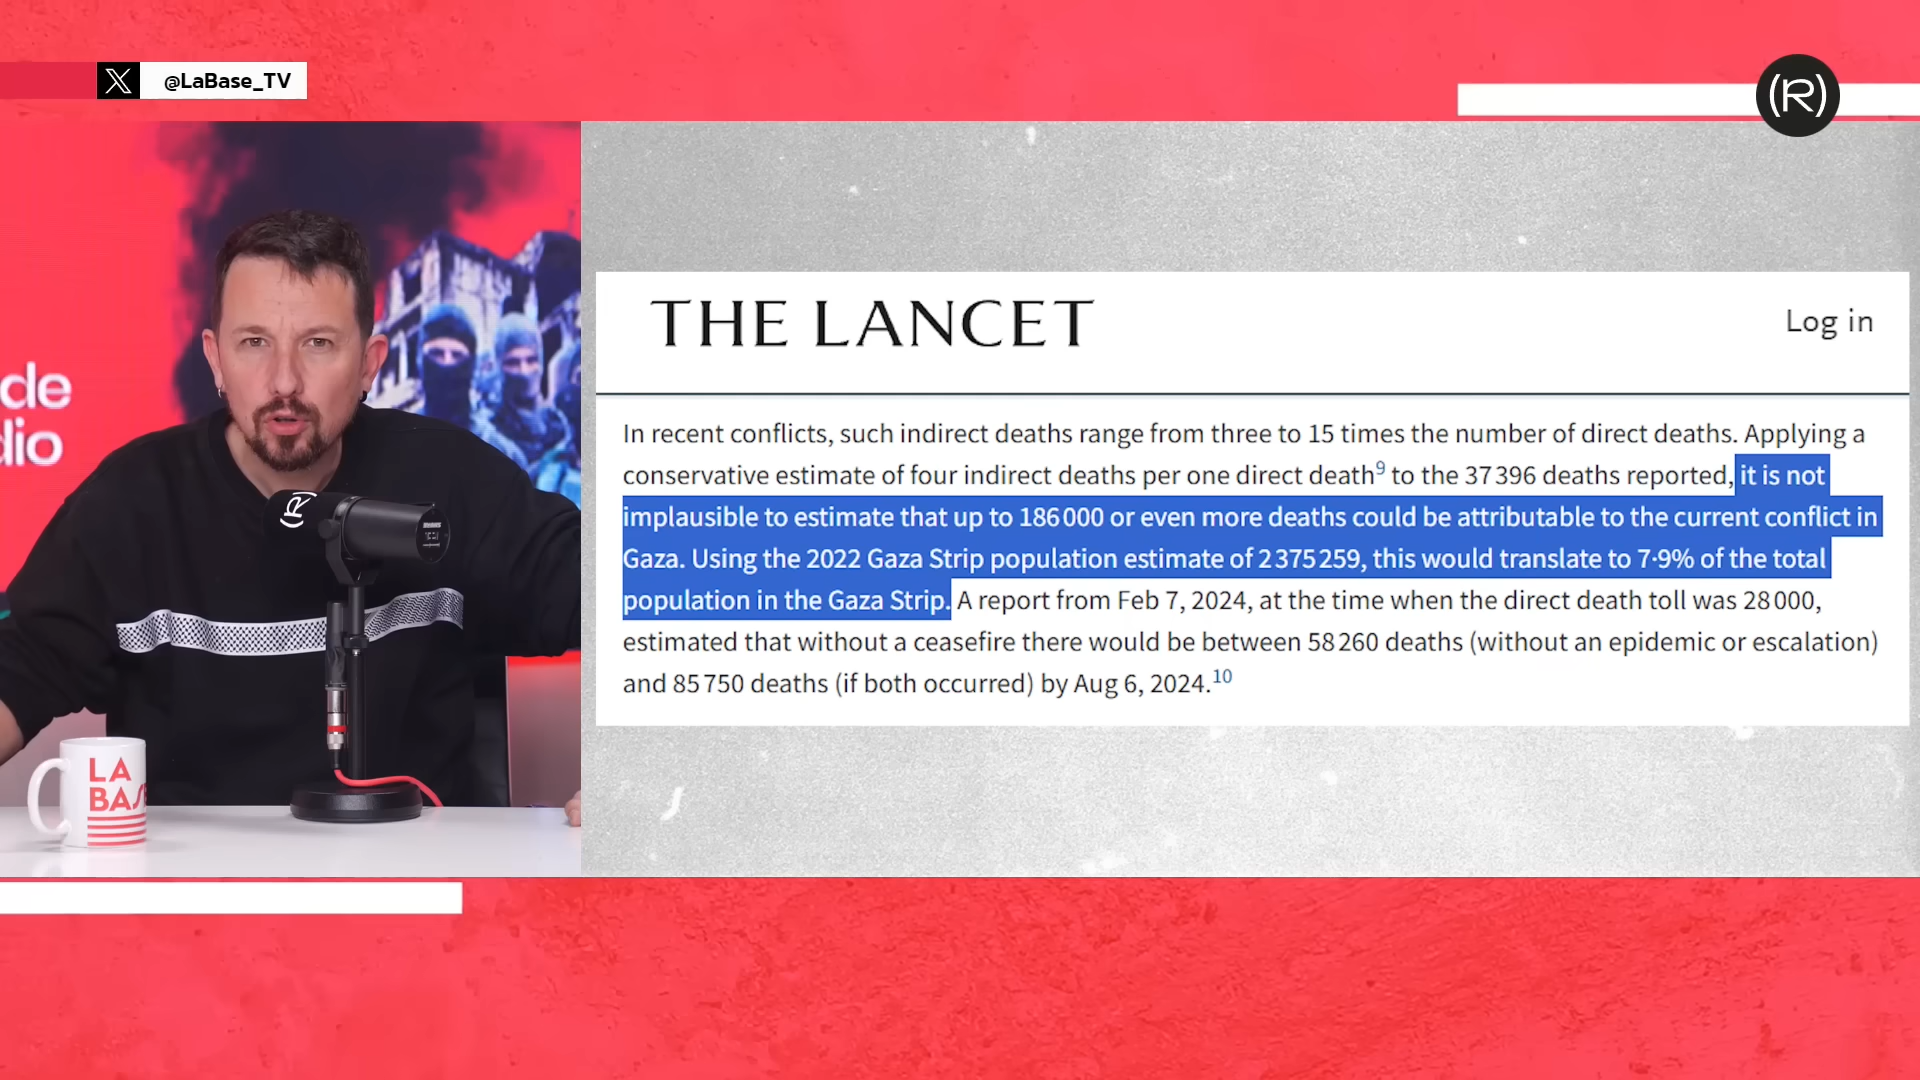 @LaBase_TV
(R)
de
dio
(R)
LA
BASE
THE LANCET
Log in
In recent conflicts, such indirect deaths range from three to 15 times the number of direct deaths. Applying a
conservative estimate of four indirect deaths per one direct death9 to the 37 396 deaths reported, it is not
implausible to estimate that up to 186 000 or even more deaths could be attributable to the current conflict in
Gaza. Using the 2022 Gaza Strip population estimate of 2 375 259, this would translate to 7·9% of the total
population in the Gaza Strip. A report from Feb 7, 2024, at the time when the direct death toll was 28 000,
estimated that without a ceasefire there would be between 58 260 deaths (without an epidemic or escalation)
and 85 750 deaths (if both occurred) by Aug 6, 2024.10